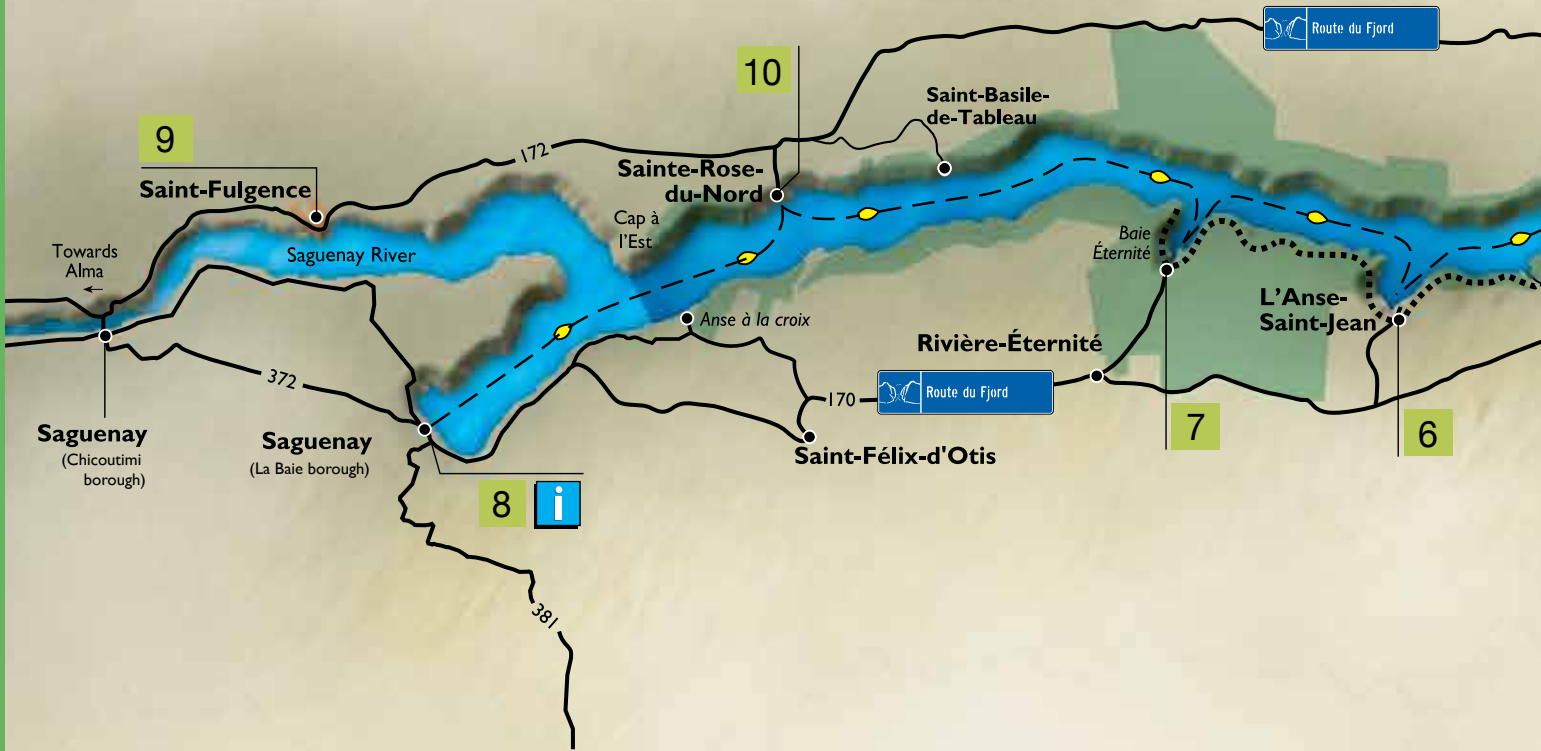 Route du Fjord
10
Saint-Basile-
de-Tableau
9
172
Sainte-Rose-
du-Nord
Saint-Fulgence
Cap à
l'Est
Towards
Alma
Saguenay River
Baie
Éternité
L'Anse-
Saint-Jean
Anse à la croix
Rivière-Éternité
372
170
Route du Fjord
Saguenay
(Chicoutimi
borough)
Saguenay
(La Baie borough)
Saint-Félix-d'Otis
7
6
8
i
381